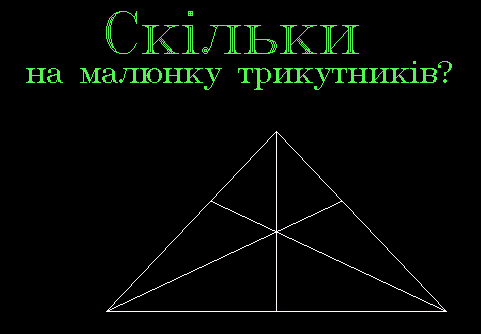 Скільки
на малюнку трикутників?